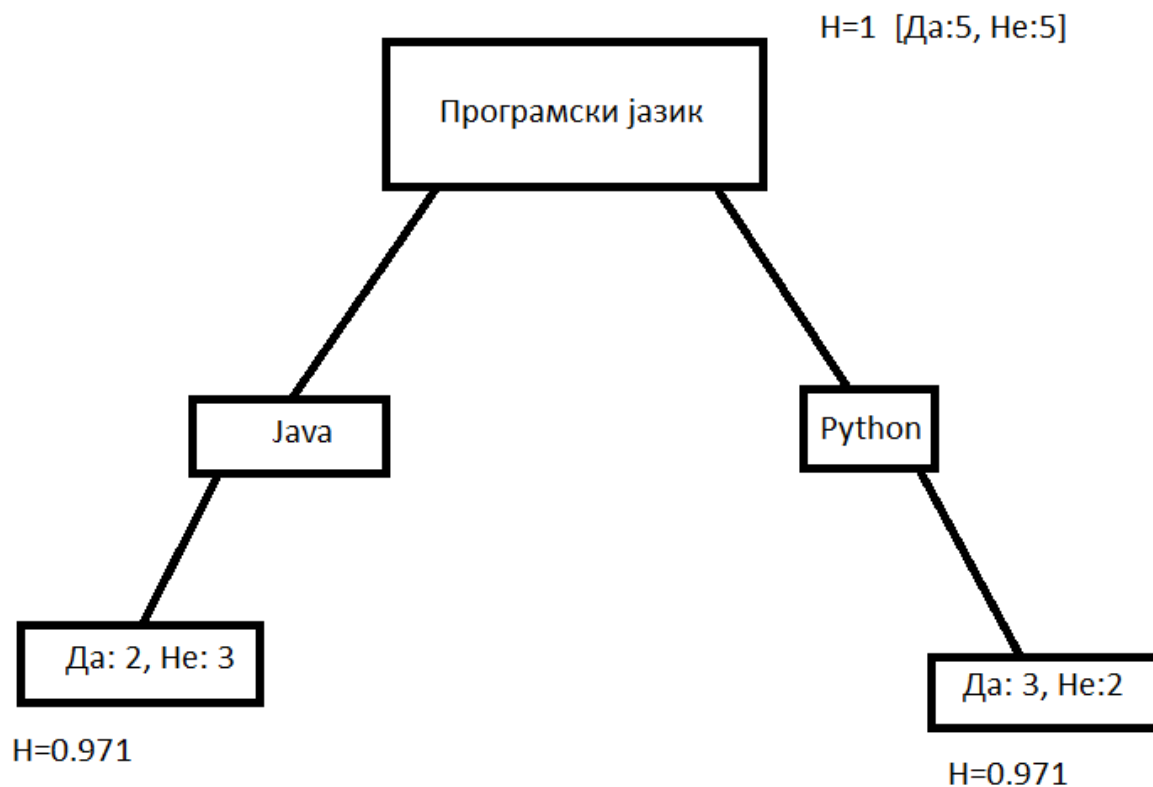 H=1 [Да:5, Не:5]
Програмски јазик
Java
Python
Да: 2, Не: 3
Да: 3, Не:2
H=0.971
H=0.971